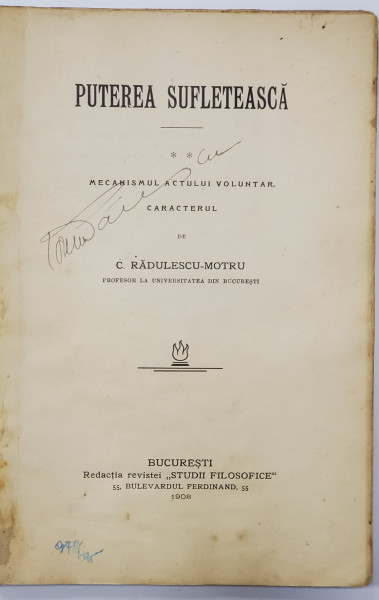 PUTEREA SUFLETEASCĂ
* *
MECANISMUL ACTULUI VOLUNTAR.
CARACTERUL
DE
C. RĂDULESCU-MOTRU
PROFESOR LA UNIVERSITATEA DIN BUCUREȘTI
BUCUREȘTI
Redacția revistei „STUDII FILOSOFICE“
55, BULEVARDUL FERDINAND, 55
1908